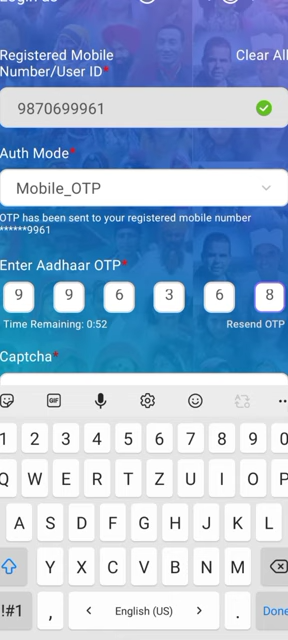 Login as
Registered Mobile Clear All
Number/User ID*
9870699961
Auth Mode*
Mobile_OTP
OTP has been sent to your registered mobile number
******9961
Enter Aadhaar OTP*
9 9 6 3 6 8
Time Remaining: 0:52 Resend OTP
Captcha*
GIF
1 2 3 4 5 6 7 8 9 0
Q W E R T Z U I O P
A S D F G H J K L
Y X C V B N M
!#1 , < English (US) > . Done